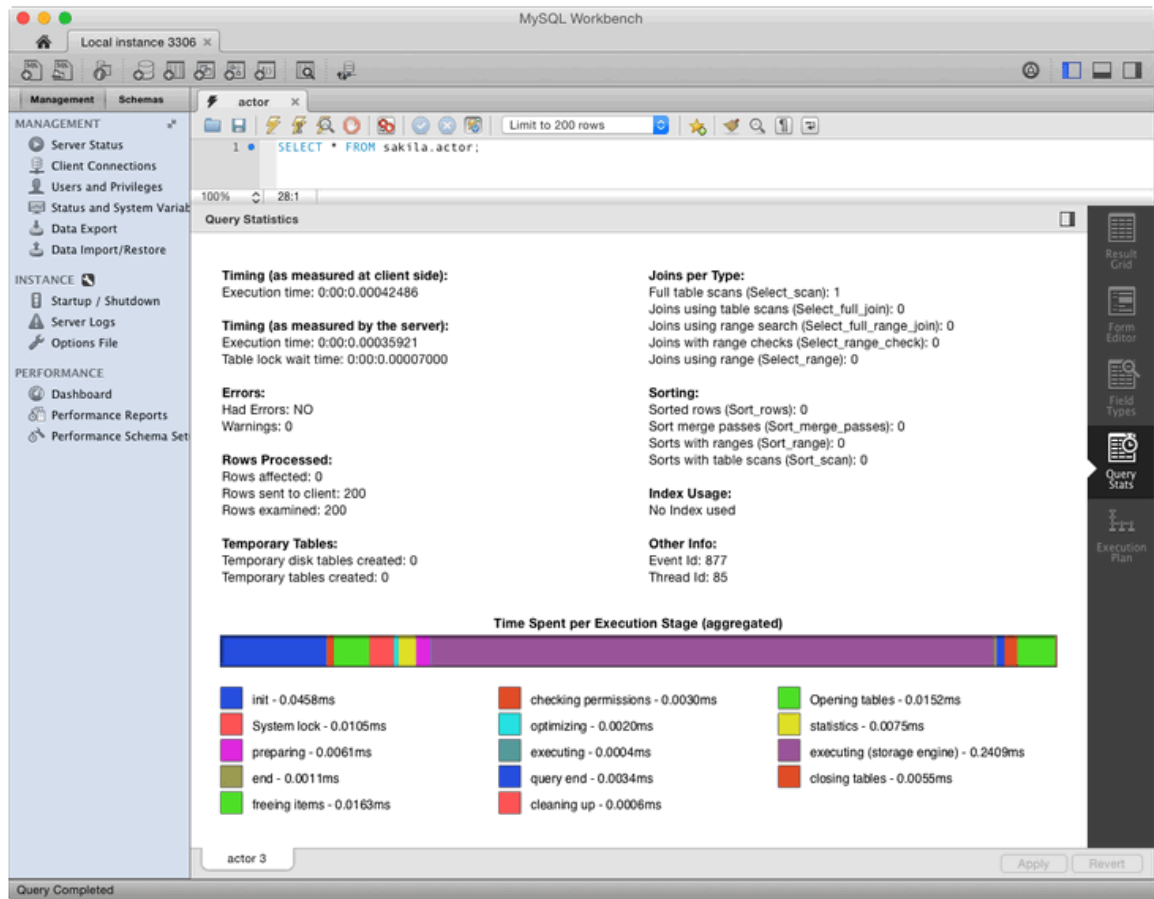 MySQL Workbench
Local instance 3306
Management Schemas
MANAGEMENT
Server Status
Client Connections
Users and Privileges
Status and System Variab
Data Export
Data Import/Restore
INSTANCE
Startup / Shutdown
Server Logs
Options File
PERFORMANCE
Dashboard
Performance Reports
Performance Schema Set
actor
Limit to 200 rows
1 SELECT * FROM sakila.actor;
100% 28:1
Query Statistics
Timing (as measured at client side):
Execution time: 0:00:0.00042486
Timing (as measured by the server):
Execution time: 0:00:0.00035921
Table lock wait time: 0:00:0.00007000
Errors:
Had Errors: NO
Warnings: 0
Rows Processed:
Rows affected: 0
Rows sent to client: 200
Rows examined: 200
Temporary Tables:
Temporary disk tables created: 0
Temporary tables created: 0
Joins per Type:
Full table scans (Select_scan): 1
Joins using table scans (Select_full_join): 0
Joins using range search (Select_full_range_join): 0
Joins with range checks (Select_range_check): 0
Joins using range (Select_range): 0
Sorting:
Sorted rows (Sort_rows): 0
Sort merge passes (Sort_merge_passes): 0
Sorts with ranges (Sort_range): 0
Sorts with table scans (Sort_scan): 0
Index Usage:
No Index used
Other Info:
Event Id: 877
Thread Id: 85
Time Spent per Execution Stage (aggregated)
init - 0.0458ms
checking permissions - 0.0030ms
Opening tables - 0.0152ms
System lock - 0.0105ms
optimizing - 0.0020ms
statistics - 0.0075ms
preparing - 0.0061ms
executing - 0.0004ms
executing (storage engine) - 0.2409ms
end - 0.0011ms
query end - 0.0034ms
closing tables - 0.0055ms
freeing items - 0.0163ms
cleaning up - 0.0006ms
Result
Grid
Form
Editor
Field
Types
Query
Stats
Execution
Plan
actor 3
Apply Revert
Query Completed